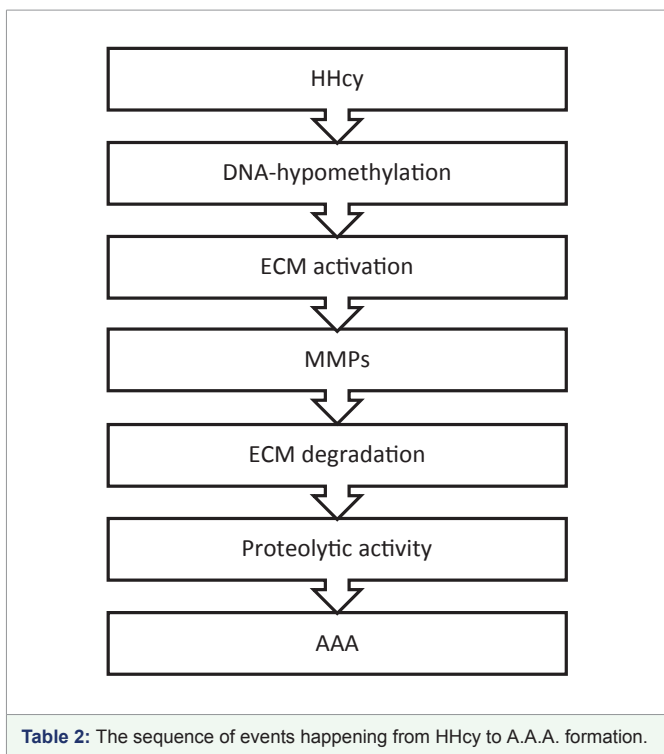 HHcy
DNA-hypomethylation
ECM activation
MMPs
ECM degradation
Proteolytic activity
AAA
Table 2: The sequence of events happening from HHcy to A.A.A. formation.